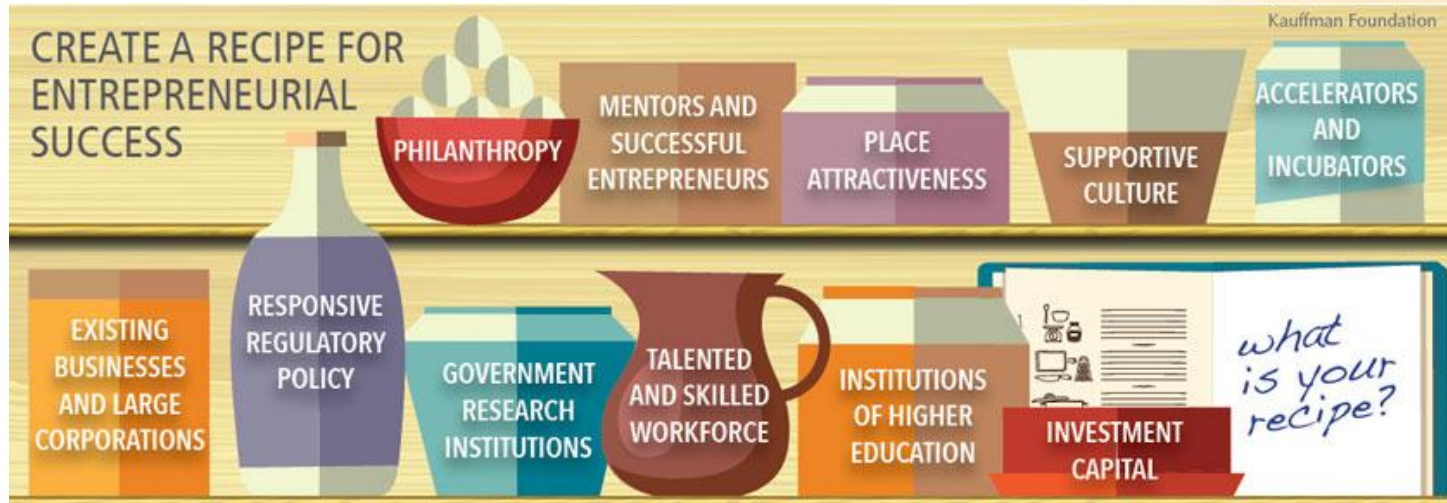 Kauffman Foundation
CREATE A RECIPE FOR
ENTREPRENEURIAL
SUCCESS
PHILANTHROPY
MENTORS AND
SUCCESSFUL
ENTREPRENEURS
PLACE
ATTRACTIVENESS
SUPPORTIVE
CULTURE
ACCELERATORS
AND
INCUBATORS
EXISTING
BUSINESSES
AND LARGE
CORPORATIONS
RESPONSIVE
REGULATORY
POLICY
GOVERNMENT
RESEARCH
INSTITUTIONS
TALENTED
AND SKILLED
WORKFORCE
INSTITUTIONS
OF HIGHER
EDUCATION
INVESTMENT
CAPITAL
what
is your
recipe?